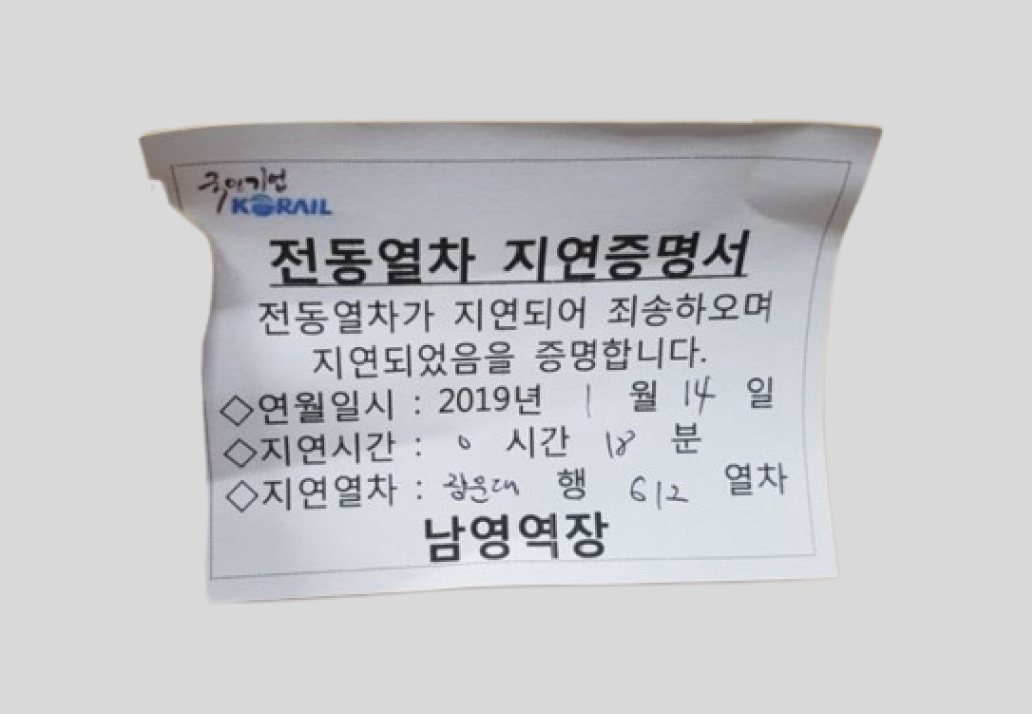 국민기업
KORAIL
전동열차 지연증명서
전동열차가 지연되어 죄송하오며
지연되었음을 증명합니다.
◇연월일시 : 2019년 1 월 14 일
◇지연시간 : 0 시간 18 분
◇지연열차 : 광운대 행 612 열차
남영역장